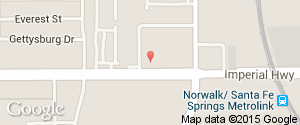 Everest St
Gettysburg Dr
Imperial Hwy
Norwalk/ Santa Fe
Springs Metrolink
Google
Map data ©2015 Google